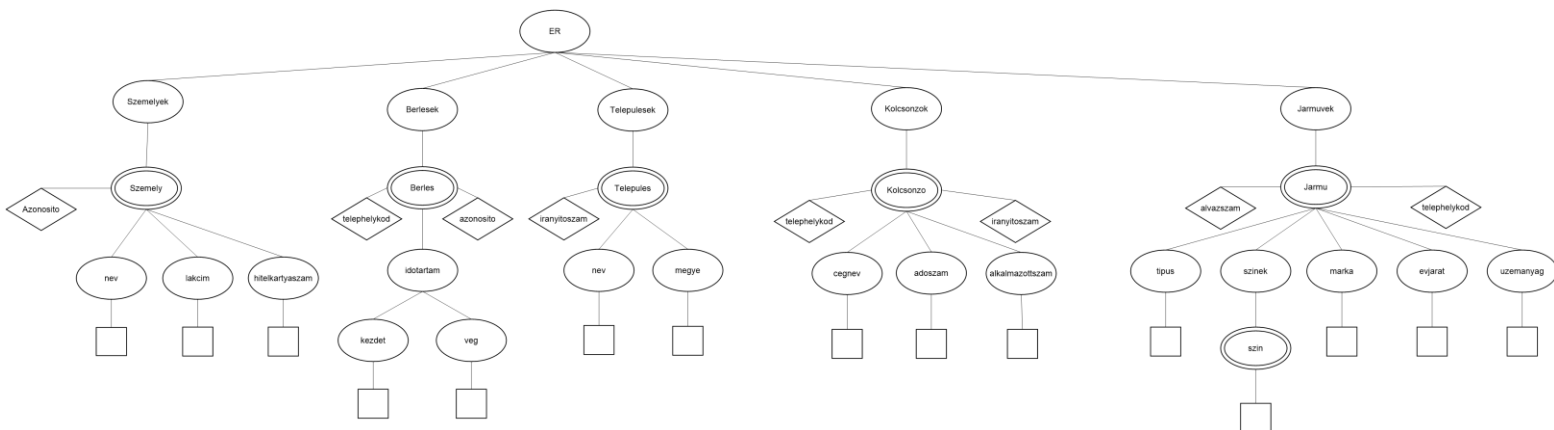 ER
Szemelyek
Berlesek
Telepulesek
Kolcsonzok
Jarmuvek
Szemely
Berles
Telepules
Kolcsonzo
Jarmu
Azonosito
telephelykod
azonosito
iranyitoszam
telephelykod
iranyitoszam
alvazszam
telephelykod
nev
lakcim
hitelkartyaszam
idotartam
nev
megye
cegnev
adoszam
alkalmazottszam
tipus
szinek
marka
evjarat
uzemanyag
kezdet
veg
szin